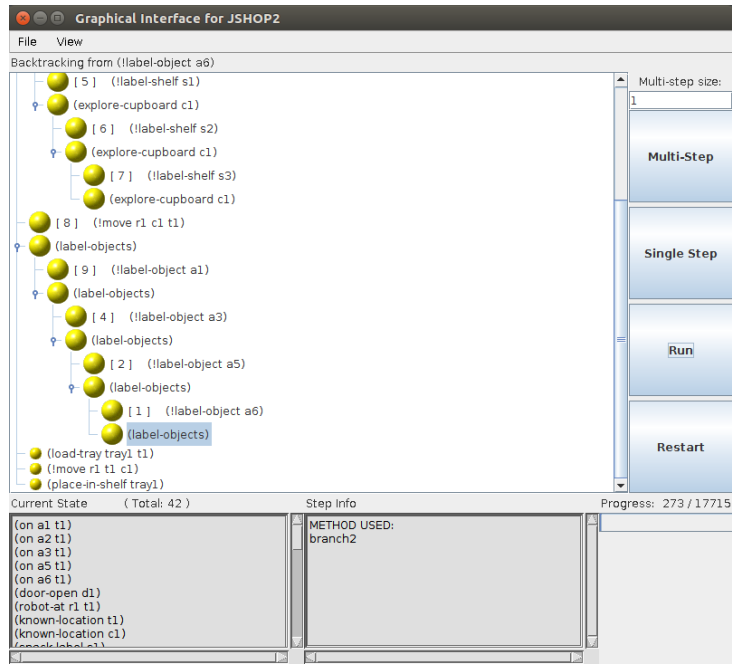 Graphical Interface for JSHOP2
File View
Backtracking from (!label-object a6)
[ 5 ] (!label-shelf s1)
(explore-cupboard c1)
[ 6 ] (!label-shelf s2)
(explore-cupboard c1)
[ 7 ] (!label-shelf s3)
(explore-cupboard c1)
[ 8 ] (!move r1 c1 t1)
(label-objects)
[ 9 ] (!label-object a1)
(label-objects)
[ 4 ] (!label-object a3)
(label-objects)
[ 2 ] (!label-object a5)
(label-objects)
[ 1 ] (!label-object a6)
(label-objects)
(load-tray tray1 t1)
(!move r1 t1 c1)
(place-in-shelf tray1)
Multi-step size:
1
Multi-Step
Single Step
Run
Restart
Current State ( Total: 42 )
(on a1 t1)
(on a2 t1)
(on a3 t1)
(on a5 t1)
(on a6 t1)
(door-open d1)
(robot-at r1 t1)
(known-location t1)
(known-location c1)
Step Info
METHOD USED:
branch2
Progress: 273 / 17715